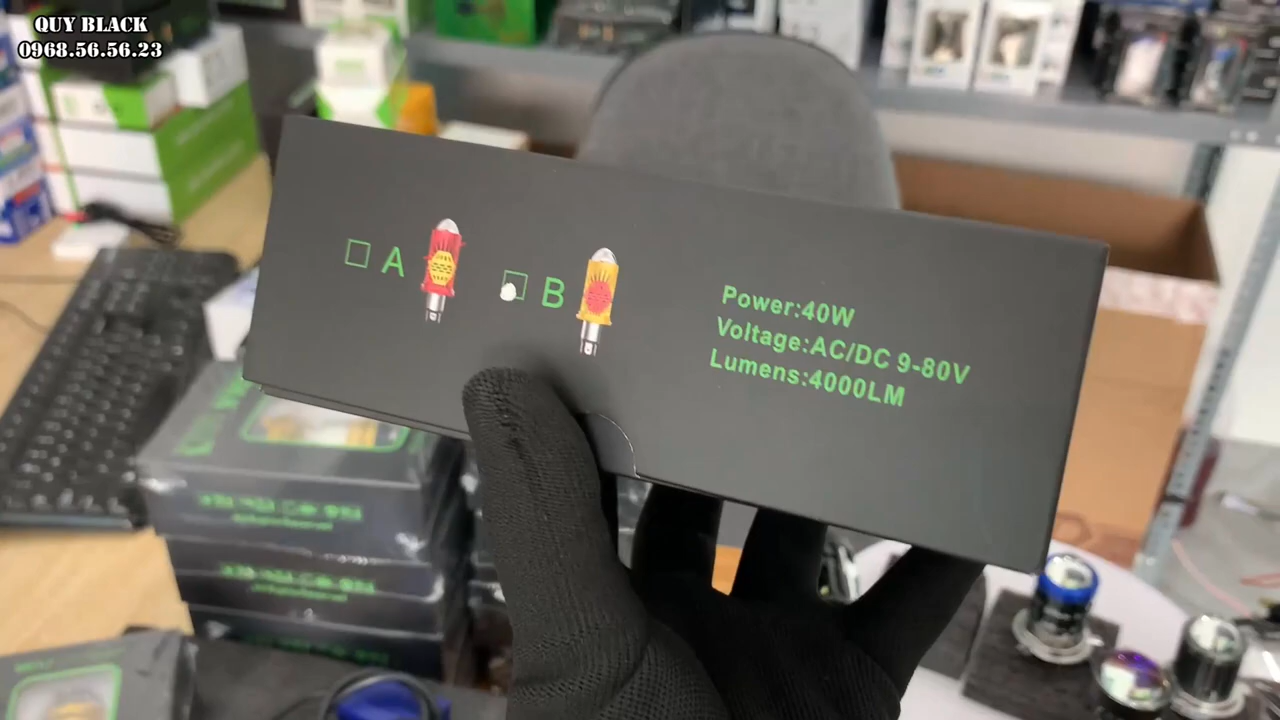 QUY BLACK
0968.56.56.23
A
B
Power:40W
Voltage:AC/DC 9-80V
Lumens:4000LM